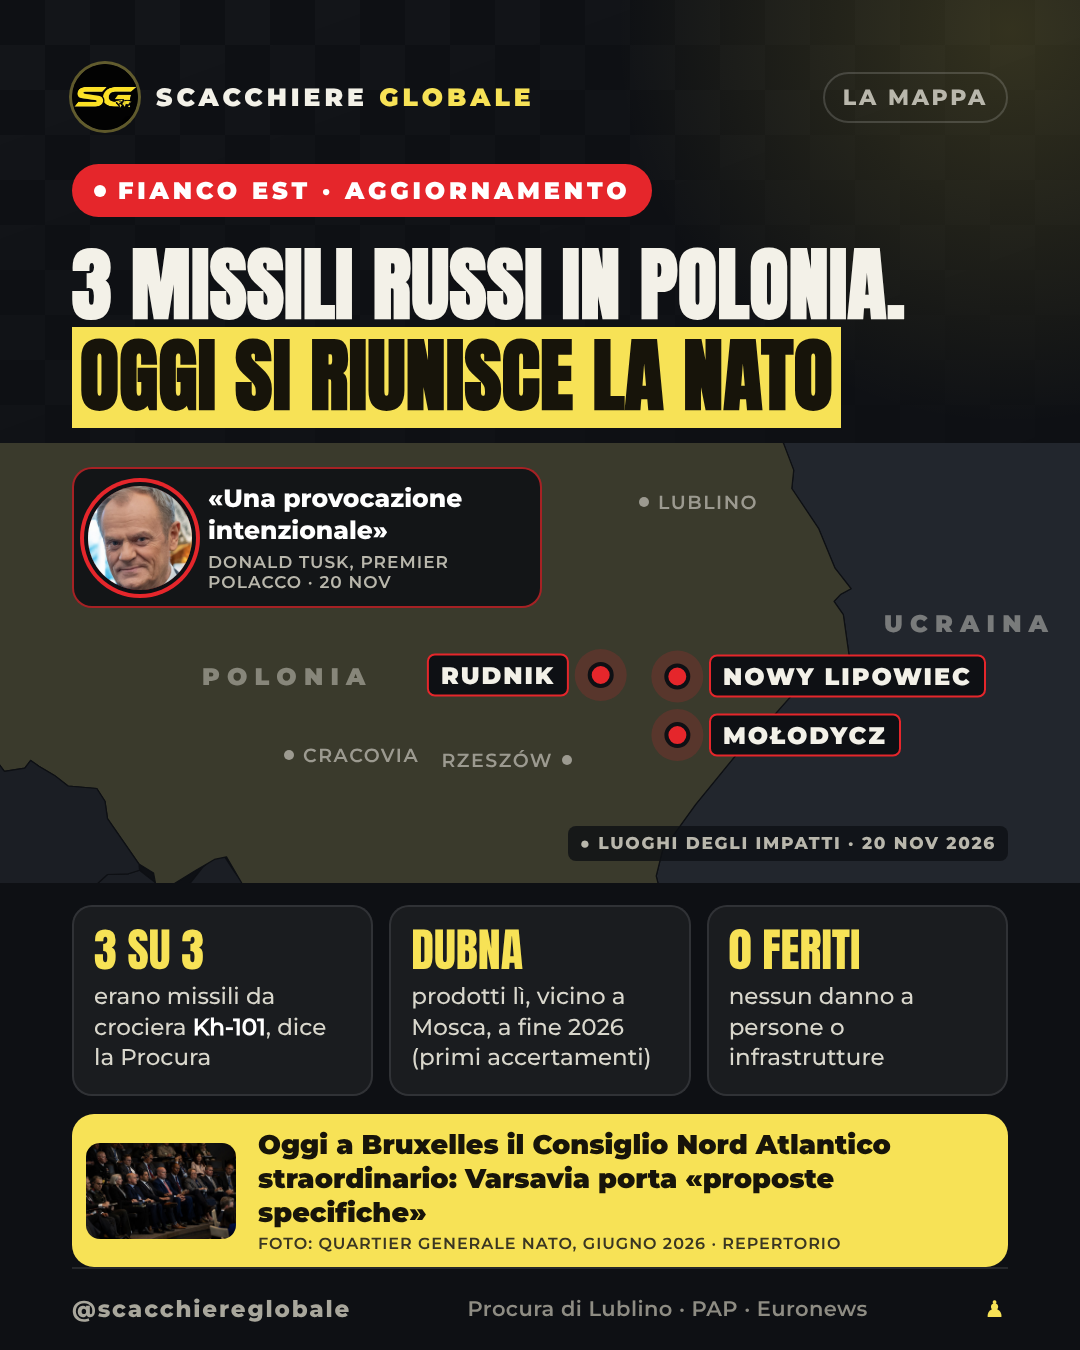 SG
SCACCHIERE GLOBALE
LA MAPPA
• FIANCO EST · AGGIORNAMENTO
3 MISSILI RUSSI IN POLONIA.
OGGI SI RIUNISCE LA NATO
«Una provocazione
intenzionale»
DONALD TUSK, PREMIER
POLACCO · 20 NOV
LUBLINO
UCRAINA
POLONIA
RUDNIK
NOWY LIPOWIEC
MOŁODYCZ
CRACOVIA
RZESZÓW
• LUOGHI DEGLI IMPATTI · 20 NOV 2026
3 SU 3
erano missili da
crociera Kh-101, dice
la Procura
DUBNA
prodotti lì, vicino a
Mosca, a fine 2026
(primi accertamenti)
0 FERITI
nessun danno a
persone o
infrastrutture
Oggi a Bruxelles il Consiglio Nord Atlantico
straordinario: Varsavia porta «proposte
specifiche»
FOTO: QUARTIER GENERALE NATO, GIUGNO 2026 · REPERTORIO
@scacchiereglobale
Procura di Lublino · PAP · Euronews